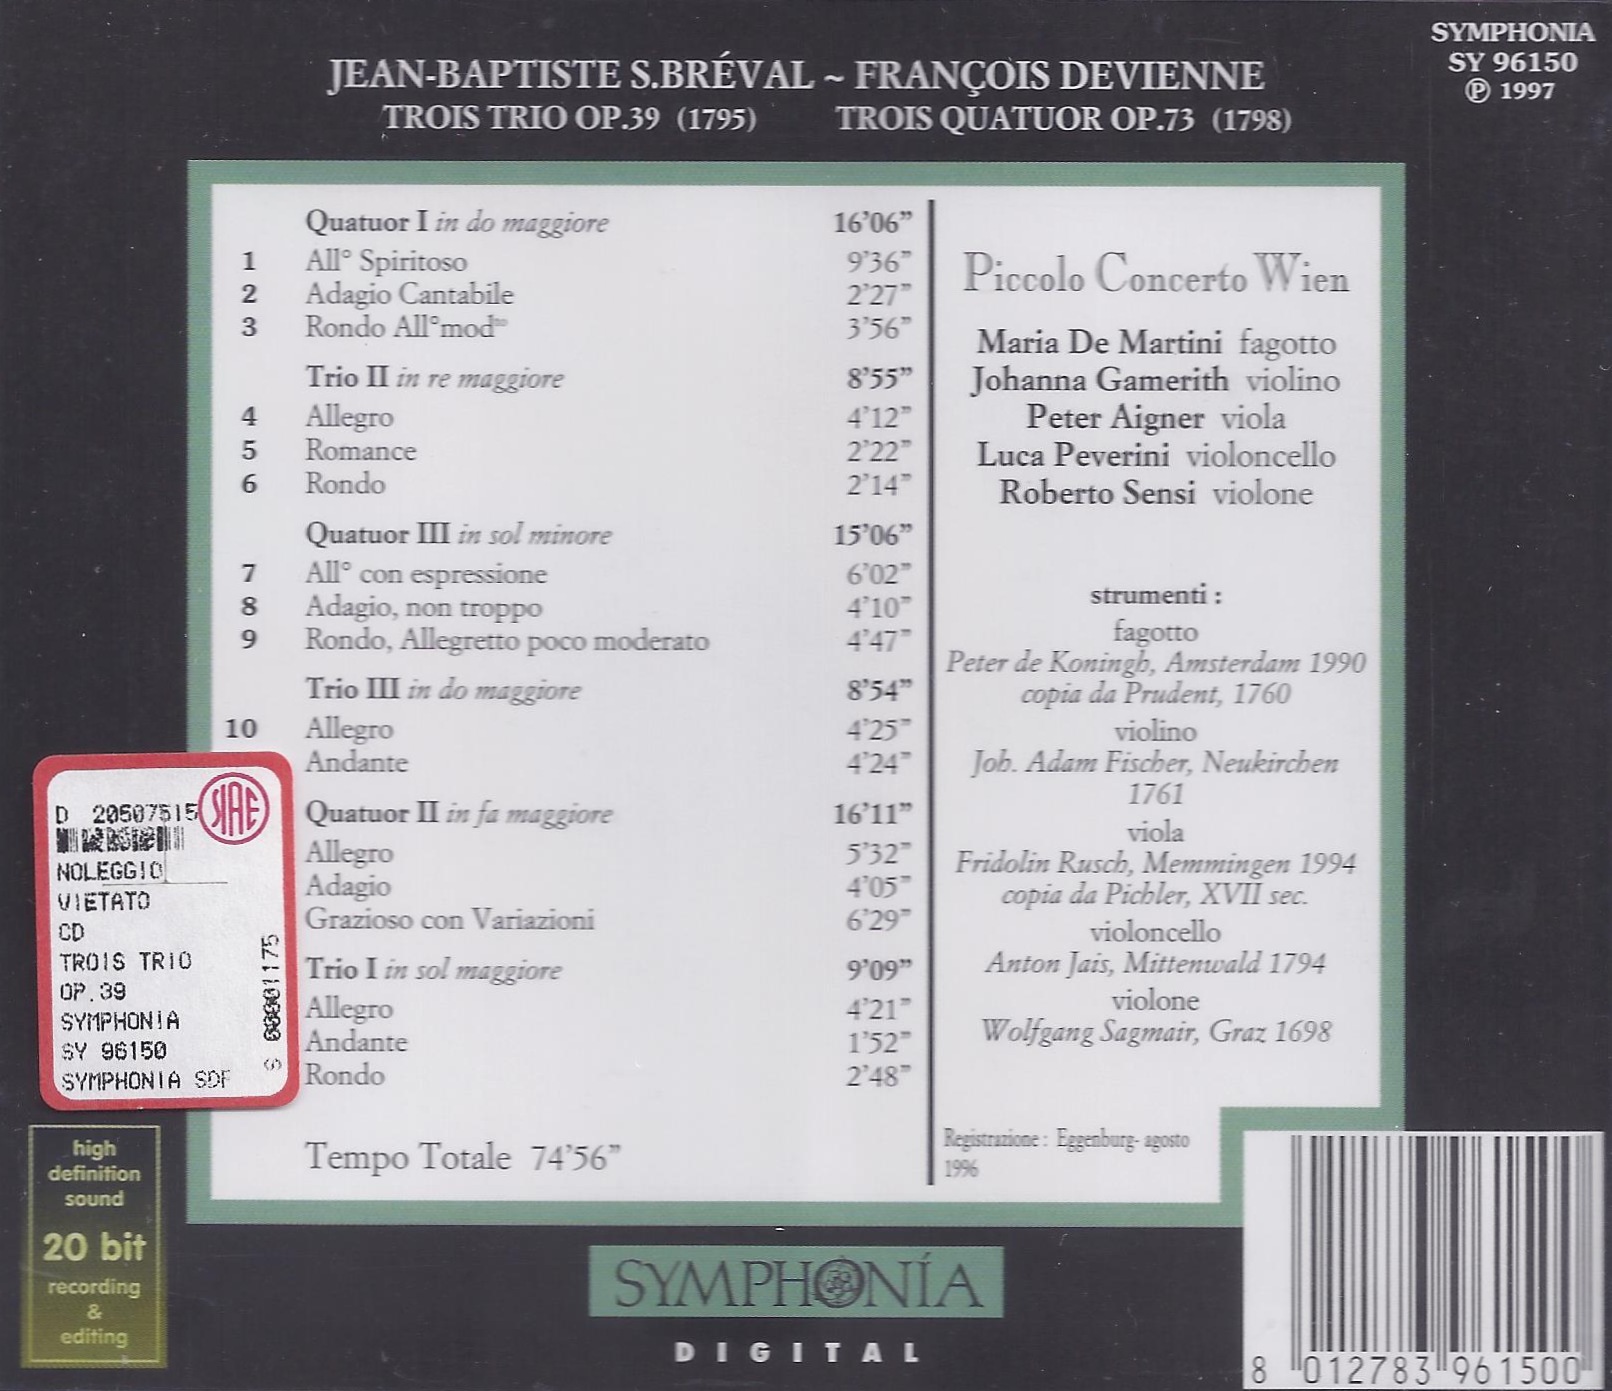 SYMPHONIA
SY 96150
℗ 1997
JEAN-BAPTISTE S.BRÉVAL ~ FRANÇOIS DEVIENNE
TROIS TRIO OP.39 (1795) TROIS QUATUOR OP.73 (1798)
Quatuor I in do maggiore 16'06”
1 All° Spiritoso 9'36”
2 Adagio Cantabile 2'27”
3 Rondo All°mod^to 3'56”
Trio II in re maggiore 8'55”
4 Allegro 4'12”
5 Romance 2'22”
6 Rondo 2'14”
Quatuor III in sol minore 15'06”
7 All° con espressione 6'02”
8 Adagio, non troppo 4'10”
9 Rondo, Allegretto poco moderato 4'47”
Trio III in do maggiore 8'54”
10 Allegro 4'25”
Andante 4'24”
Quatuor II in fa maggiore 16'11”
Allegro 5'32”
Adagio 4'05”
Grazioso con Variazioni 6'29”
Trio I in sol maggiore 9'09”
Allegro 4'21”
Andante 1'52”
Rondo 2'48”
Tempo Totale 74'56”
Piccolo Concerto Wien
Maria De Martini fagotto
Johanna Gamerith violino
Peter Aigner viola
Luca Peverini violoncello
Roberto Sensi violone
strumenti :
fagotto
Peter de Koningh, Amsterdam 1990
copia da Prudent, 1760
violino
Joh. Adam Fischer, Neukirchen
1761
viola
Fridolin Rusch, Memmingen 1994
copia da Pichler, XVII sec.
violoncello
Anton Jais, Mittenwald 1794
violone
Wolfgang Sagmair, Graz 1698
Registrazione : Eggenburg- agosto
1996
D 20507515
SIAE
NOLEGGIO
VIETATO
CD
TROIS TRIO
OP.39
SYMPHONIA
SY 96150
SYMPHONIA SDF
S 00001175
high
definition
sound
20 bit
recording
&
editing
SYMPHONÍA
DIGITAL
8 012783 961500